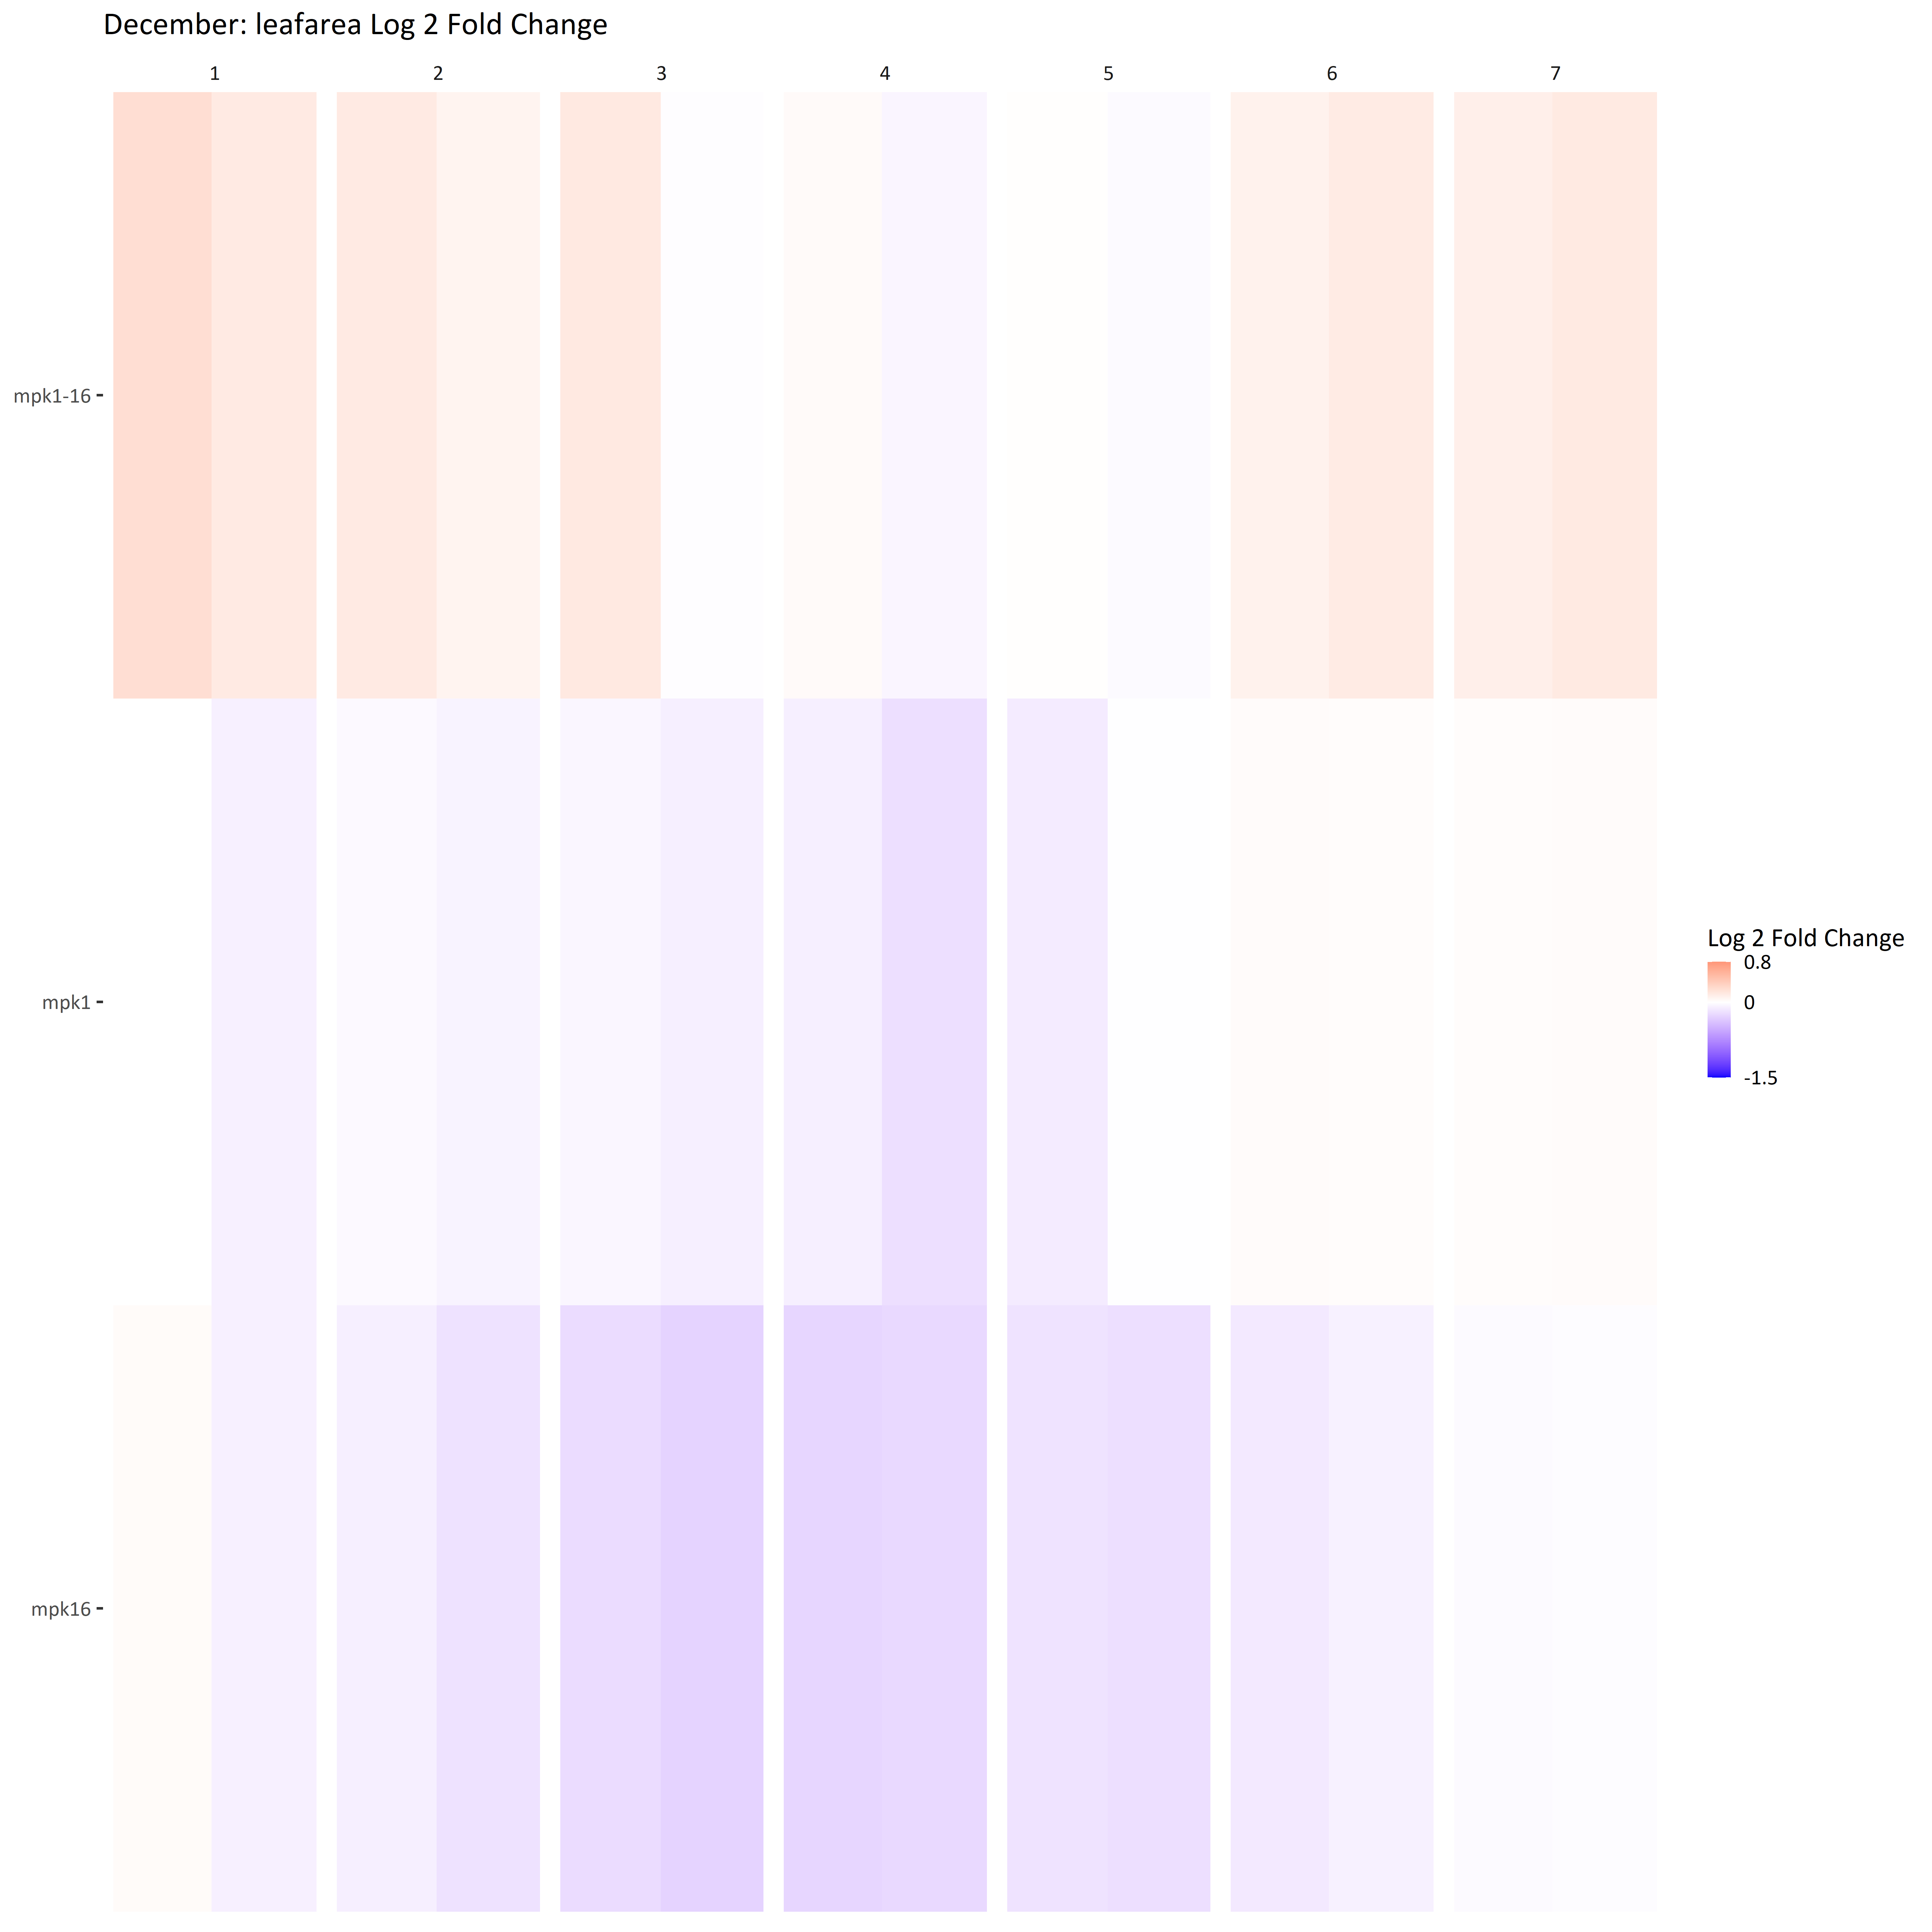 December: leafarea Log 2 Fold Change
1 2 3 4 5 6 7
mpk1-16
mpk1
mpk16
Log 2 Fold Change
0.8
0
-1.5